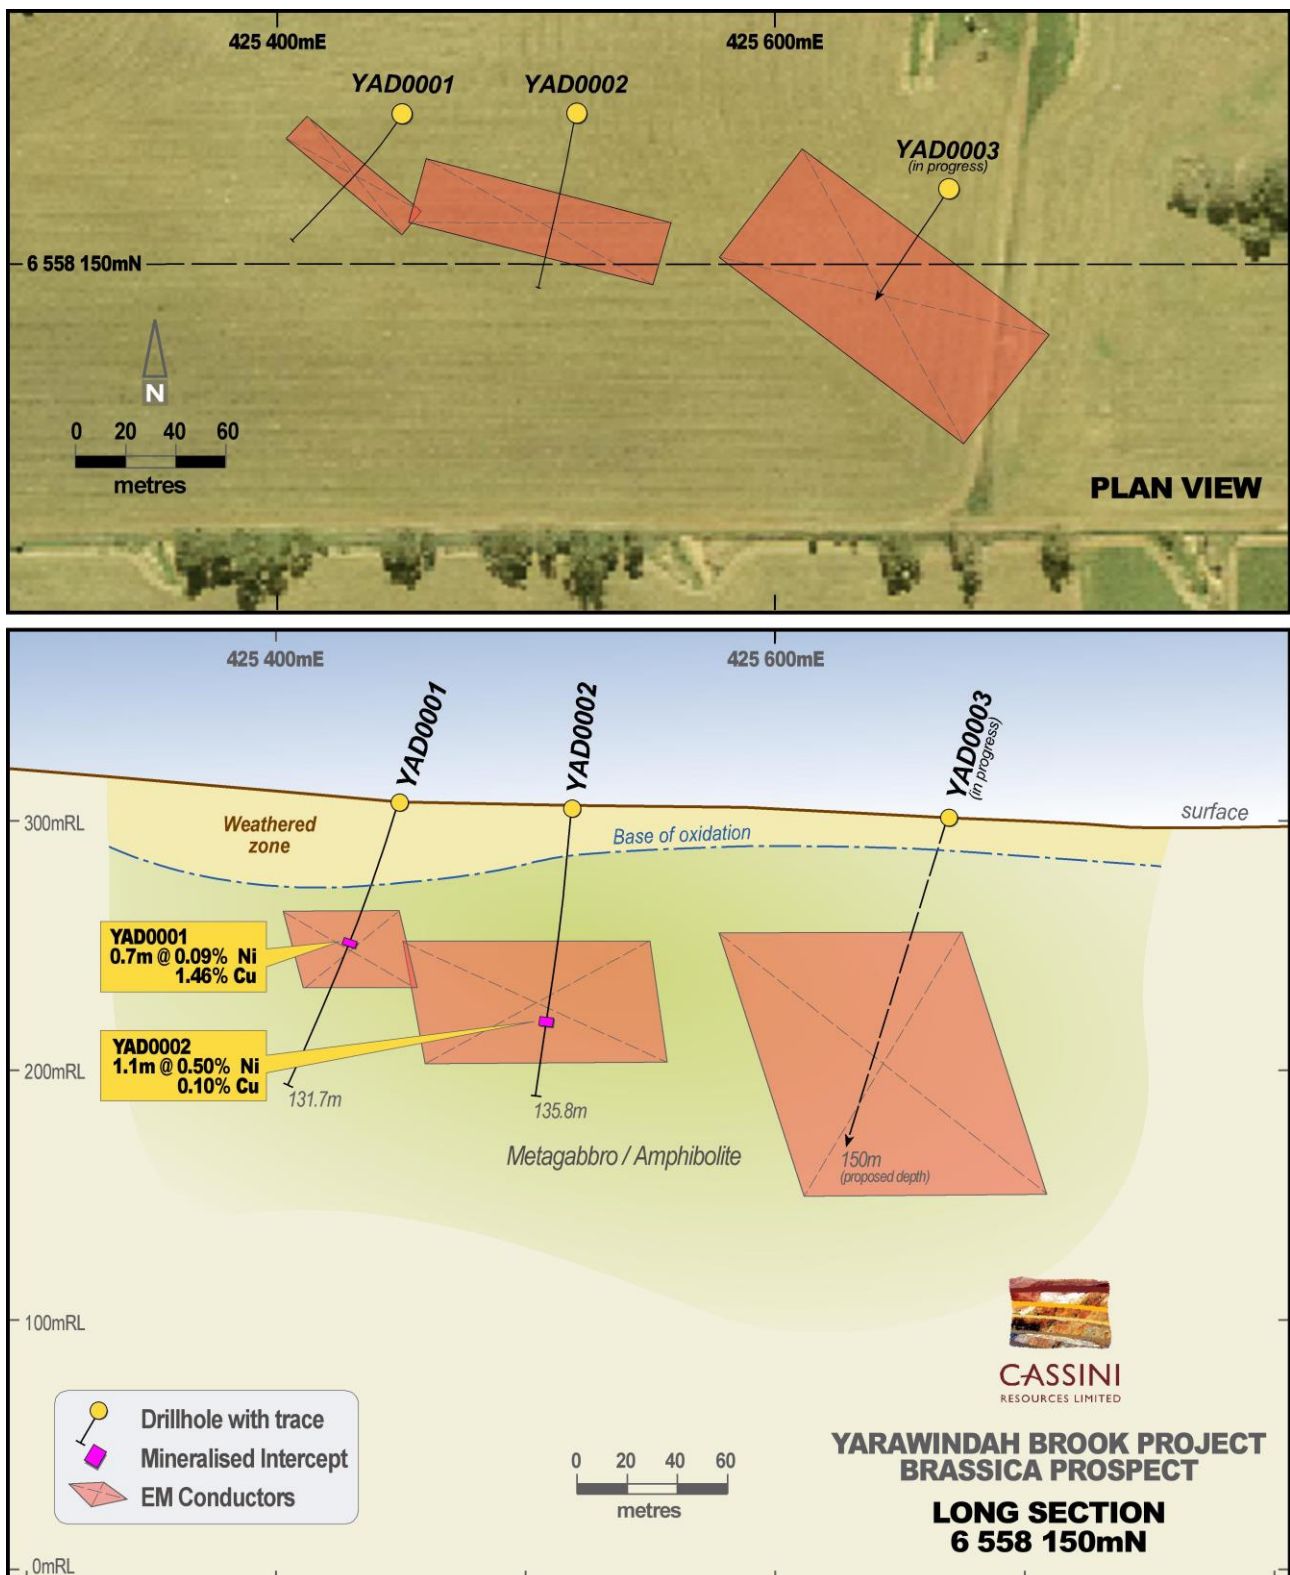 425 400mE
425 600mE
YAD0001
YAD0002
YAD0003
(in progress)
6 558 150mN
N
0 20 40 60
metres
PLAN VIEW
425 400mE
425 600mE
YAD0001
YAD0002
YAD0003
(in progress)
300mRL
Weathered
zone
Base of oxidation
surface
YAD0001
0.7m @ 0.09% Ni
1.46% Cu
YAD0002
1.1m @ 0.50% Ni
0.10% Cu
200mRL
131.7m
135.8m
Metagabbro / Amphibolite
150m
(proposed depth)
100mRL
CASSINI
RESOURCES LIMITED
Drillhole with trace
Mineralised Intercept
EM Conductors
0 20 40 60
metres
YARAWINDAH BROOK PROJECT
BRASSICA PROSPECT
LONG SECTION
6 558 150mN
0mRL